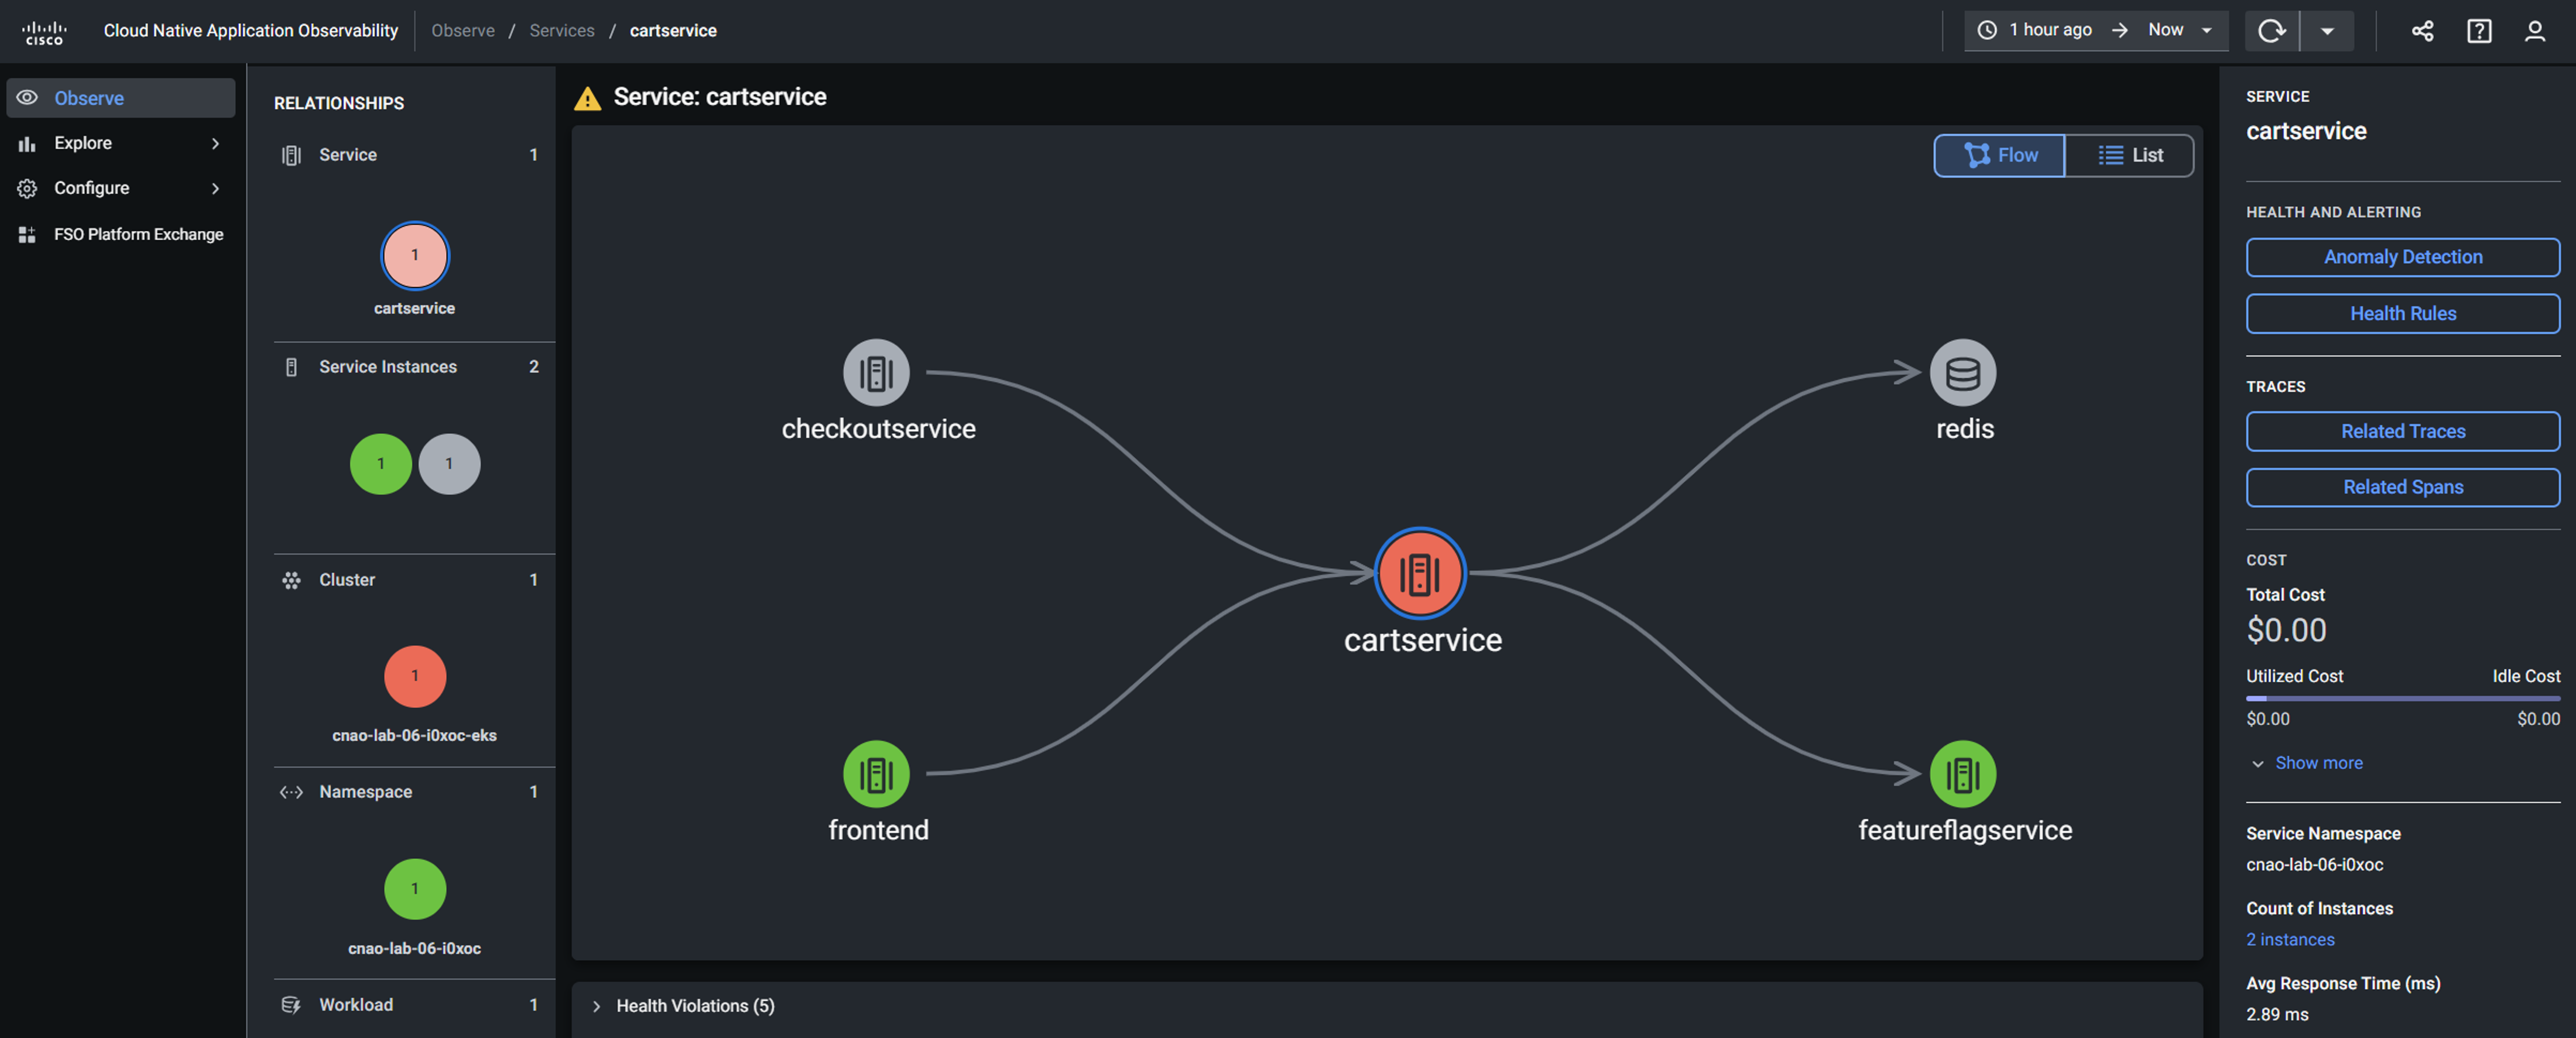 CISCO
Cloud Native Application Observability
Observe / Services / cartservice
1 hour ago → Now
Observe
Explore
Configure
FSO Platform Exchange
RELATIONSHIPS
Service 1
1
cartservice
Service Instances 2
1 1
Cluster 1
1
cnao-lab-06-i0xoc-eks
Namespace 1
1
cnao-lab-06-i0xoc
Workload 1
Service: cartservice
Flow List
checkoutservice
redis
cartservice
frontend
featureflagservice
Health Violations (5)
SERVICE
cartservice
HEALTH AND ALERTING
Anomaly Detection
Health Rules
TRACES
Related Traces
Related Spans
COST
Total Cost
$0.00
Utilized Cost Idle Cost
$0.00 $0.00
Show more
Service Namespace
cnao-lab-06-i0xoc
Count of Instances
2 instances
Avg Response Time (ms)
2.89 ms